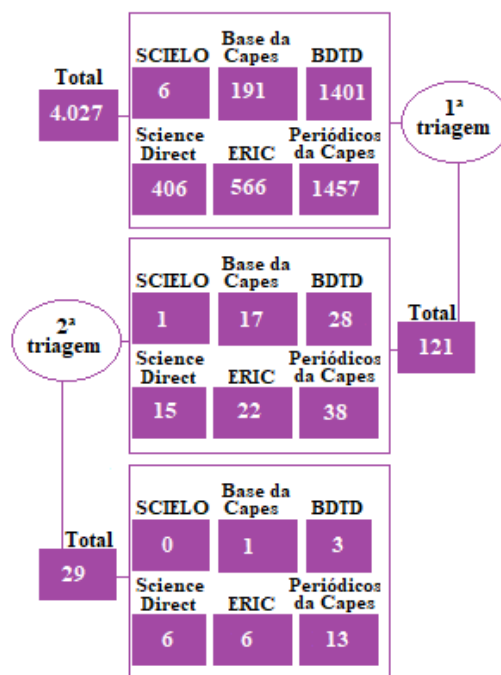 Total
4.027
SCIELO
Base da
Capes
BDTD
6
191
1401
Science
Direct
ERIC
Periódicos
da Capes
406
566
1457
1ª
triagem
SCIELO
Base da
Capes
BDTD
1
17
28
Science
Direct
ERIC
Periódicos
da Capes
15
22
38
Total
121
2ª
triagem
SCIELO
Base da
Capes
BDTD
0
1
3
Science
Direct
ERIC
Periódicos
da Capes
6
6
13
Total
29